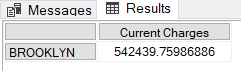 Messages Results
Current Charges
BROOKLYN 542439.75986886